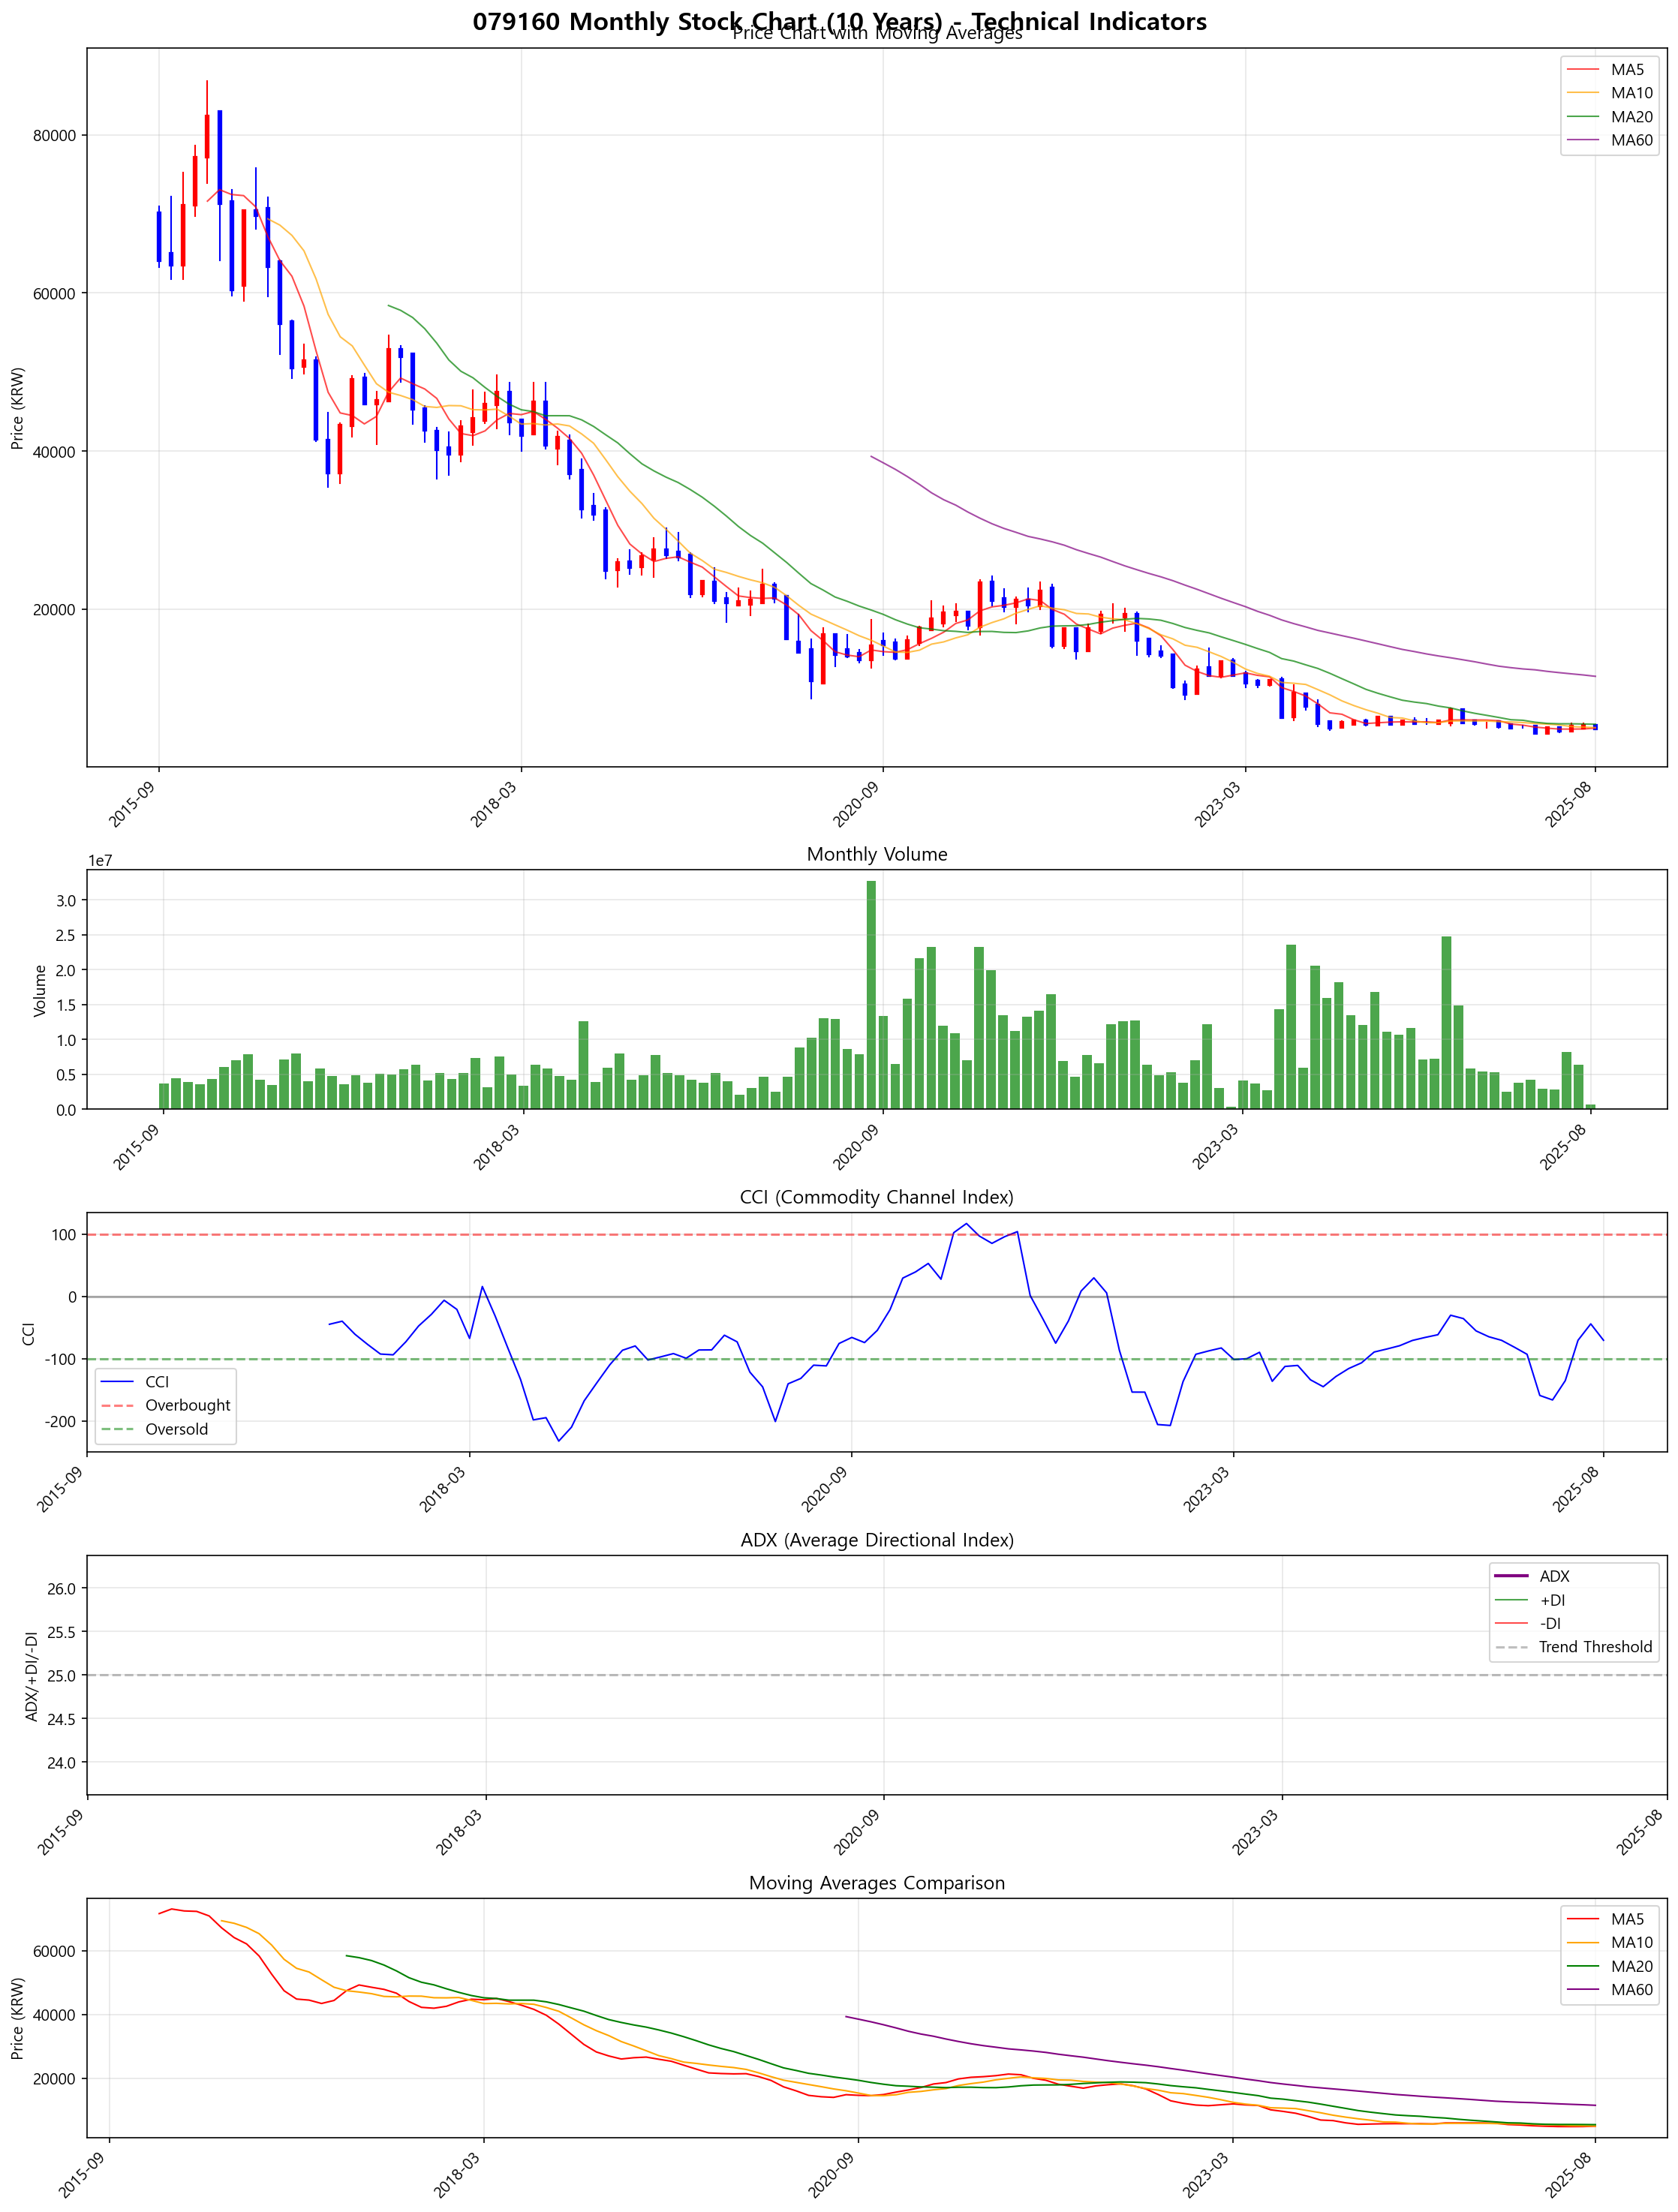 079160 Monthly Stock Chart (10 Years) - Technical Indicators
Price Chart with Moving Averages
MA5
MA10
MA20
MA60
80000
60000
40000
20000
Price (KRW)
2015-09
2018-03
2020-09
2023-03
2025-08
Monthly Volume
1e7
3.0
2.5
2.0
1.5
1.0
0.5
0.0
Volume
2015-09
2018-03
2020-09
2023-03
2025-08
CCI (Commodity Channel Index)
100
0
-100
-200
CCI
CCI
Overbought
Oversold
2015-09
2018-03
2020-09
2023-03
2025-08
ADX (Average Directional Index)
26.0
25.5
25.0
24.5
24.0
ADX/+DI/-DI
ADX
+DI
-DI
Trend Threshold
2015-09
2018-03
2020-09
2023-03
2025-08
Moving Averages Comparison
60000
40000
20000
Price (KRW)
MA5
MA10
MA20
MA60
2015-09
2018-03
2020-09
2023-03
2025-08